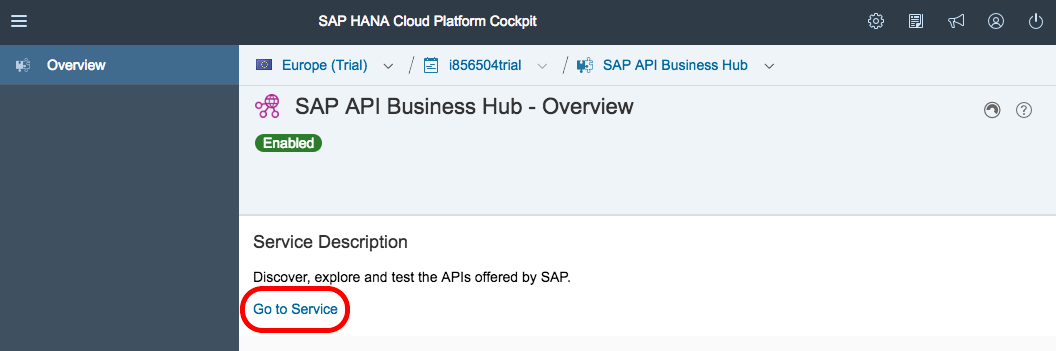 SAP HANA Cloud Platform Cockpit
Overview
Europe (Trial) / i856504trial / SAP API Business Hub
SAP API Business Hub - Overview
Enabled
Service Description
Discover, explore and test the APIs offered by SAP.
Go to Service